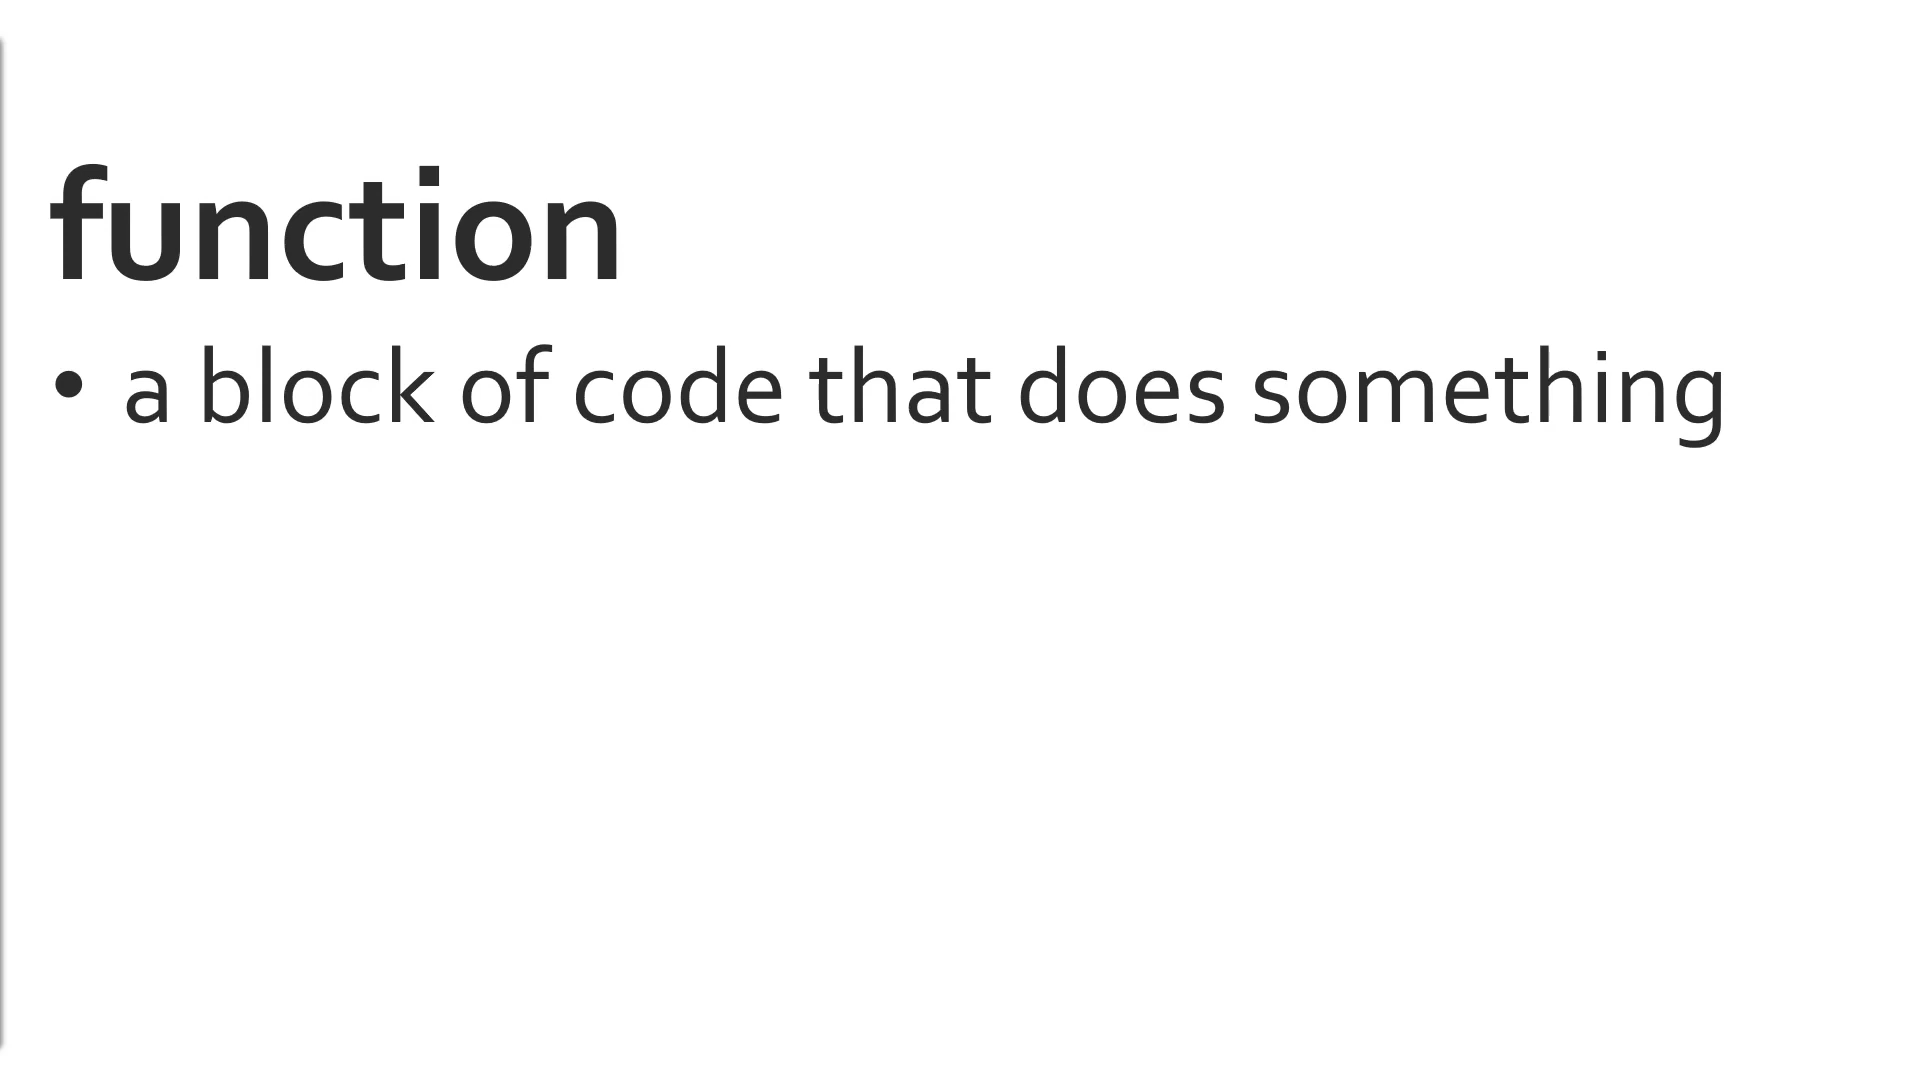 function
• a block of code that does something